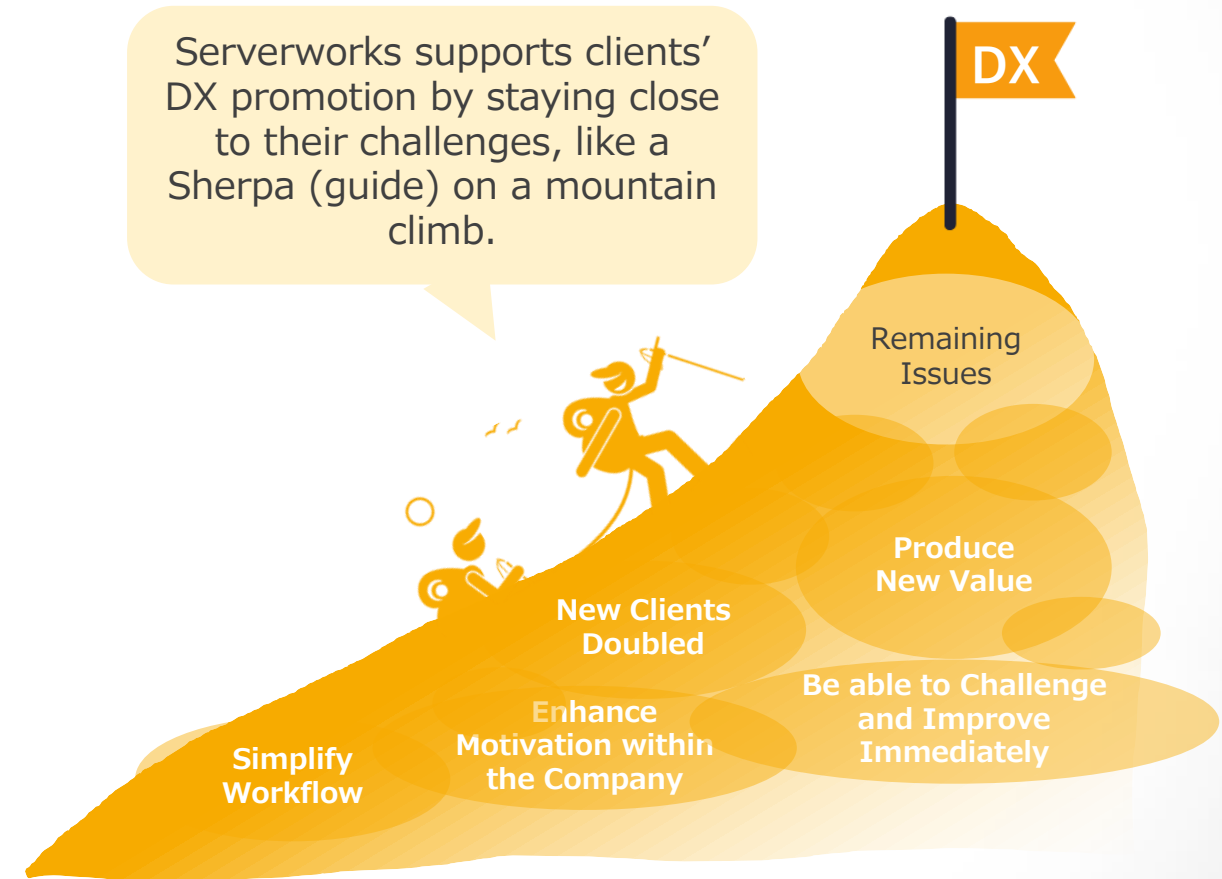 Serverworks supports clients’
DX promotion by staying close
to their challenges, like a
Sherpa (guide) on a mountain
climb.
DX
Remaining
Issues
Produce
New Value
New Clients
Doubled
Be able to Challenge
and Improve
Immediately
Enhance
Motivation within
the Company
Simplify
Workflow